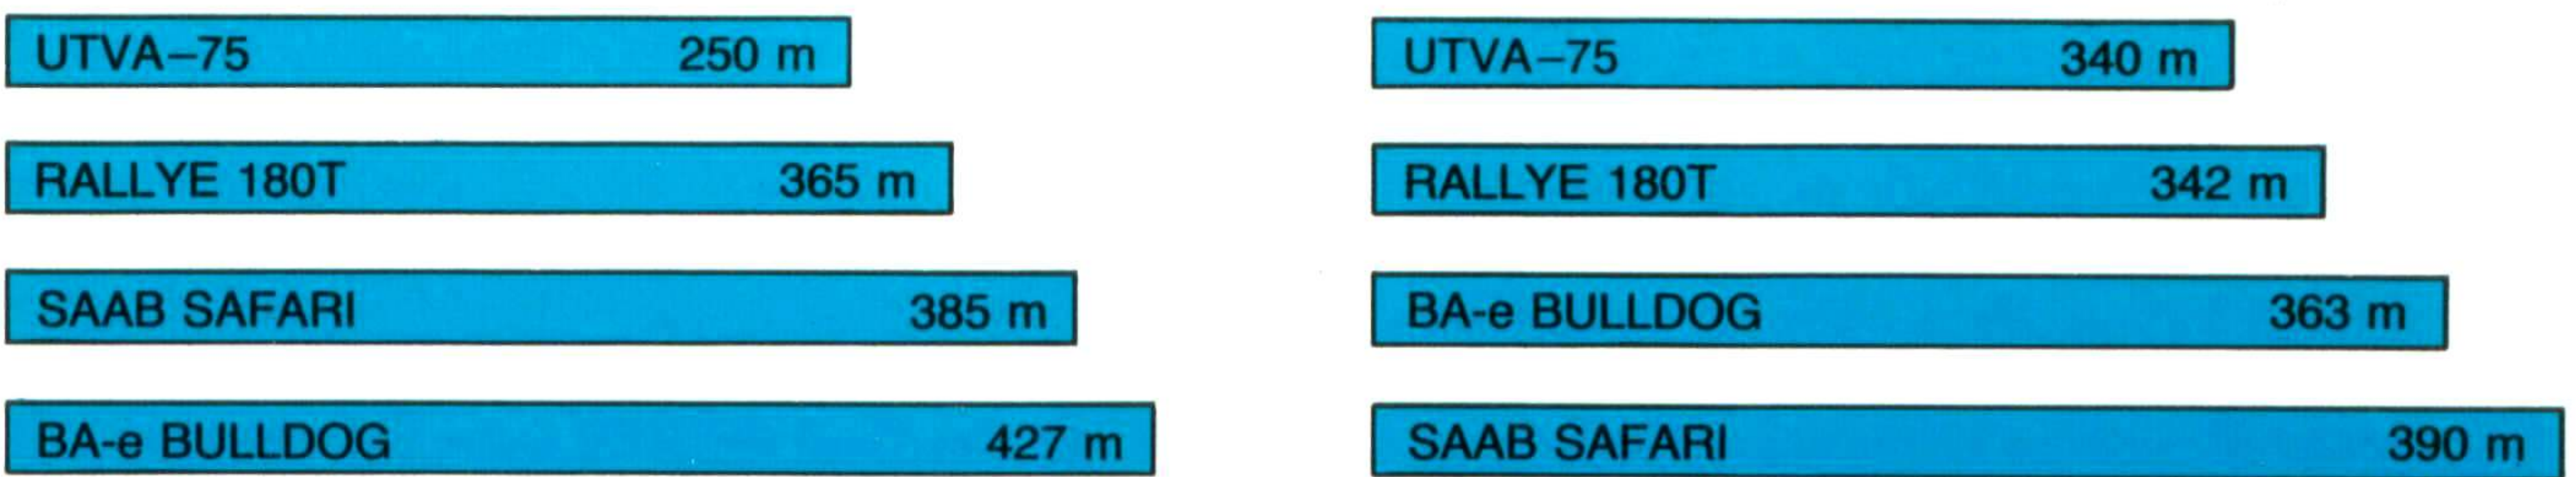 UTVA–75 250 m
RALLYE 180T 365 m
SAAB SAFARI 385 m
BA-e BULLDOG 427 m
UTVA–75 340 m
RALLYE 180T 342 m
BA-e BULLDOG 363 m
SAAB SAFARI 390 m